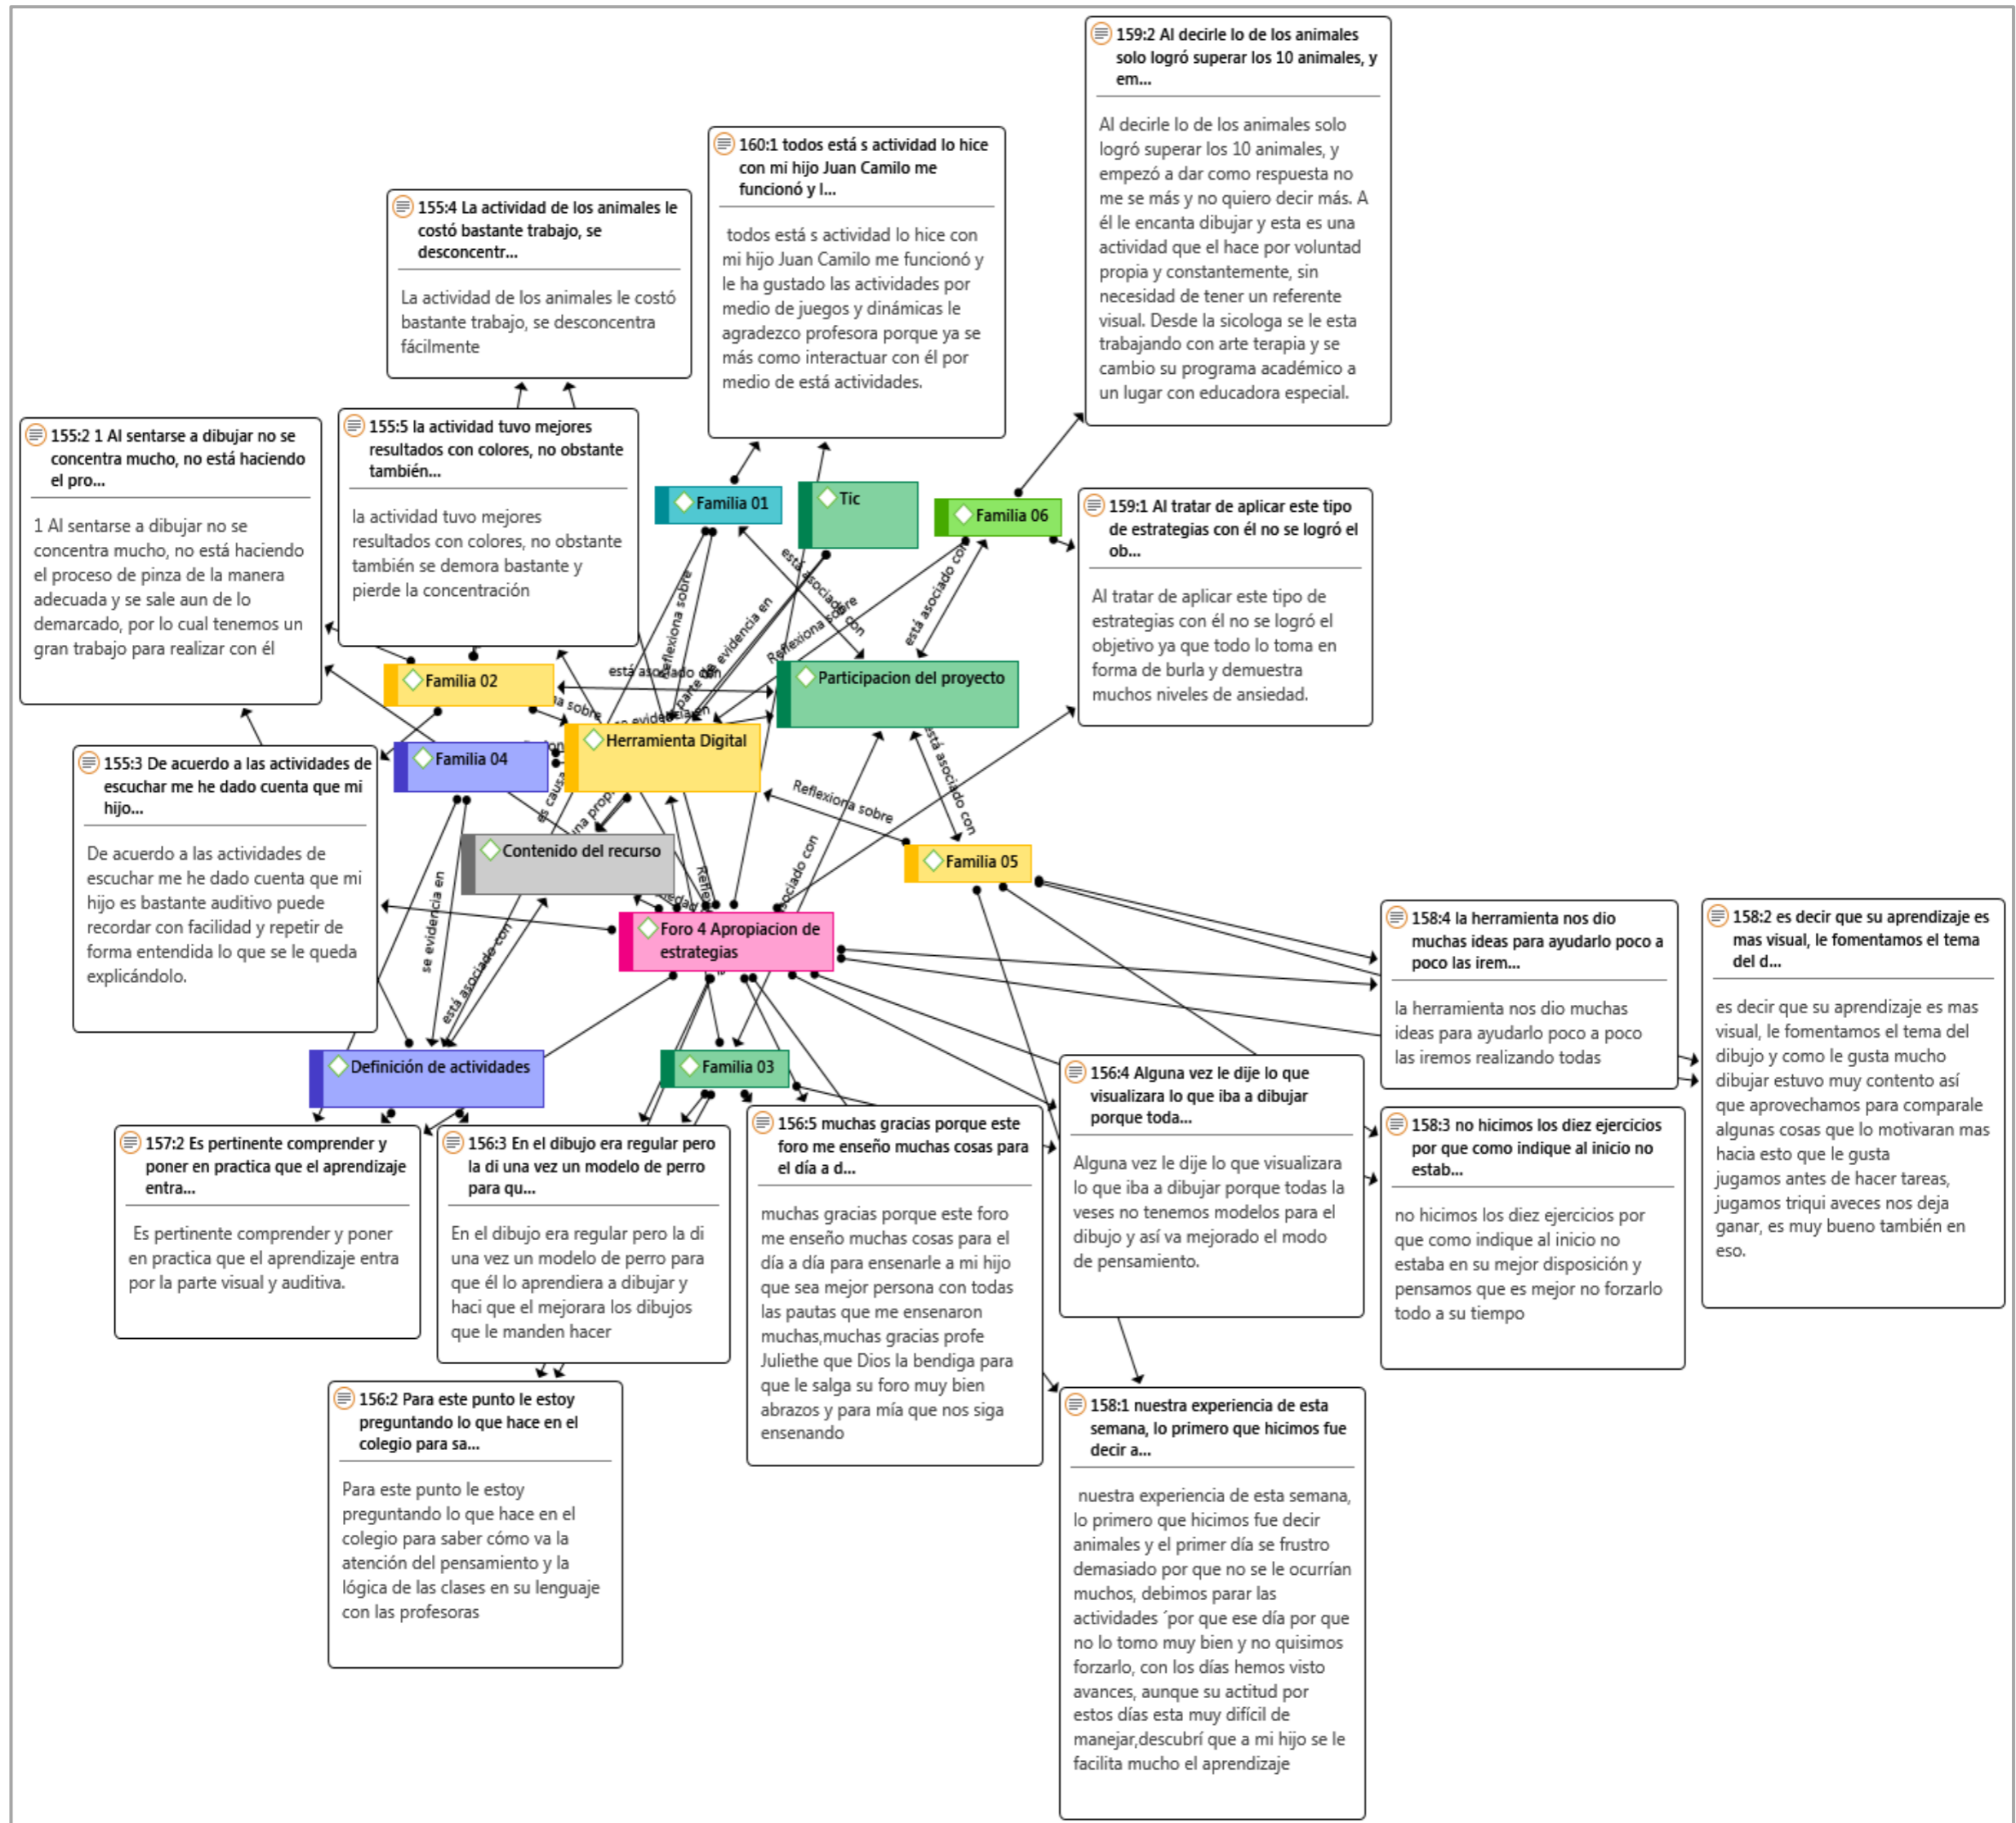 159:2 Al decirle lo de los animales
solo logró superar los 10 animales, y
em...
Al decirle lo de los animales solo
logró superar los 10 animales, y
empezó a dar como respuesta no
me se más y no quiero decir más. A
él le encanta dibujar y esta es una
actividad que el hace por voluntad
propia y constantemente, sin
necesidad de tener un referente
visual. Desde la sicologa se le esta
trabajando con arte terapia y se
cambio su programa académico a
un lugar con educadora especial.
160:1 todos está s actividad lo hice
con mi hijo Juan Camilo me
funcionó y l...
todos está s actividad lo hice con
mi hijo Juan Camilo me funcionó y
le ha gustado las actividades por
medio de juegos y dinámicas le
agradezco profesora porque ya se
más como interactuar con él por
medio de está actividades.
155:4 La actividad de los animales le
costó bastante trabajo, se
desconcentr...
La actividad de los animales le costó
bastante trabajo, se desconcentra
fácilmente
155:2 1 Al sentarse a dibujar no se
concentra mucho, no está haciendo
el pro...
1 Al sentarse a dibujar no se
concentra mucho, no está haciendo
el proceso de pinza de la manera
adecuada y se sale aun de lo
demarcado, por lo cual tenemos un
gran trabajo para realizar con él
155:5 la actividad tuvo mejores
resultados con colores, no obstante
también...
la actividad tuvo mejores
resultados con colores, no obstante
también se demora bastante y
pierde la concentración
Familia 01
Tic
Familia 06
159:1 Al tratar de aplicar este tipo
de estrategias con él no se logró el
ob...
Al tratar de aplicar este tipo de
estrategias con él no se logró el
objetivo ya que todo lo toma en
forma de burla y demuestra
muchos niveles de ansiedad.
está asociado con
está asociado con
Reflexiona sobre
Reflexiona sobre
parte de evidencia en
está asociado con
Familia 02
Participacion del proyecto
sobre
evidencia en
Herramienta Digital
Familia 04
está asociado con
es causa
una
Reflexiona sobre
155:3 De acuerdo a las actividades de
escuchar me he dado cuenta que mi
hijo...
De acuerdo a las actividades de
escuchar me he dado cuenta que mi
hijo es bastante auditivo puede
recordar con facilidad y repetir de
forma entendida lo que se le queda
explicándolo.
Contenido del recurso
Familia 05
asociado con
se evidencia en
está asociado con
Foro 4 Apropiacion de
estrategias
158:4 la herramienta nos dio
muchas ideas para ayudarlo poco a
poco las irem...
la herramienta nos dio muchas
ideas para ayudarlo poco a poco
las iremos realizando todas
158:2 es decir que su aprendizaje es
mas visual, le fomentamos el tema
del d...
es decir que su aprendizaje es mas
visual, le fomentamos el tema del
dibujo y como le gusta mucho
dibujar estuvo muy contento así
que aprovechamos para comparale
algunas cosas que lo motivaran mas
hacia esto que le gusta
jugamos antes de hacer tareas,
jugamos triqui aveces nos deja
ganar, es muy bueno también en
eso.
Definición de actividades
Familia 03
157:2 Es pertinente comprender y
poner en practica que el aprendizaje
entra...
Es pertinente comprender y poner
en practica que el aprendizaje entra
por la parte visual y auditiva.
156:3 En el dibujo era regular pero
la di una vez un modelo de perro
para qu...
En el dibujo era regular pero la di
una vez un modelo de perro para
que él lo aprendiera a dibujar y
haci que el mejorara los dibujos
que le manden hacer
156:5 muchas gracias porque este
foro me enseño muchas cosas para
el día a d...
muchas gracias porque este foro
me enseño muchas cosas para el
día a día para ensenarle a mi hijo
que sea mejor persona con todas
las pautas que me ensenaron
muchas,muchas gracias profe
Juliethe que Dios la bendiga para
que le salga su foro muy bien
abrazos y para mía que nos siga
ensenando
156:4 Alguna vez le dije lo que
visualizara lo que iba a dibujar
porque toda...
Alguna vez le dije lo que visualizara
lo que iba a dibujar porque todas la
veses no tenemos modelos para el
dibujo y así va mejorado el modo
de pensamiento.
158:3 no hicimos los diez ejercicios
por que como indique al inicio no
estab...
no hicimos los diez ejercicios por
que como indique al inicio no
estaba en su mejor disposición y
pensamos que es mejor no forzarlo
todo a su tiempo
156:2 Para este punto le estoy
preguntando lo que hace en el
colegio para sa...
Para este punto le estoy
preguntando lo que hace en el
colegio para saber cómo va la
atención del pensamiento y la
lógica de las clases en su lenguaje
con las profesoras
158:1 nuestra experiencia de esta
semana, lo primero que hicimos fue
decir a...
nuestra experiencia de esta semana,
lo primero que hicimos fue decir
animales y el primer día se frustro
demasiado por que no se le ocurrían
muchos, debimos parar las
actividades ´por que ese día por que
no lo tomo muy bien y no quisimos
forzarlo, con los días hemos visto
avances, aunque su actitud por
estos días esta muy difícil de
manejar,descubrí que a mi hijo se le
facilita mucho el aprendizaje